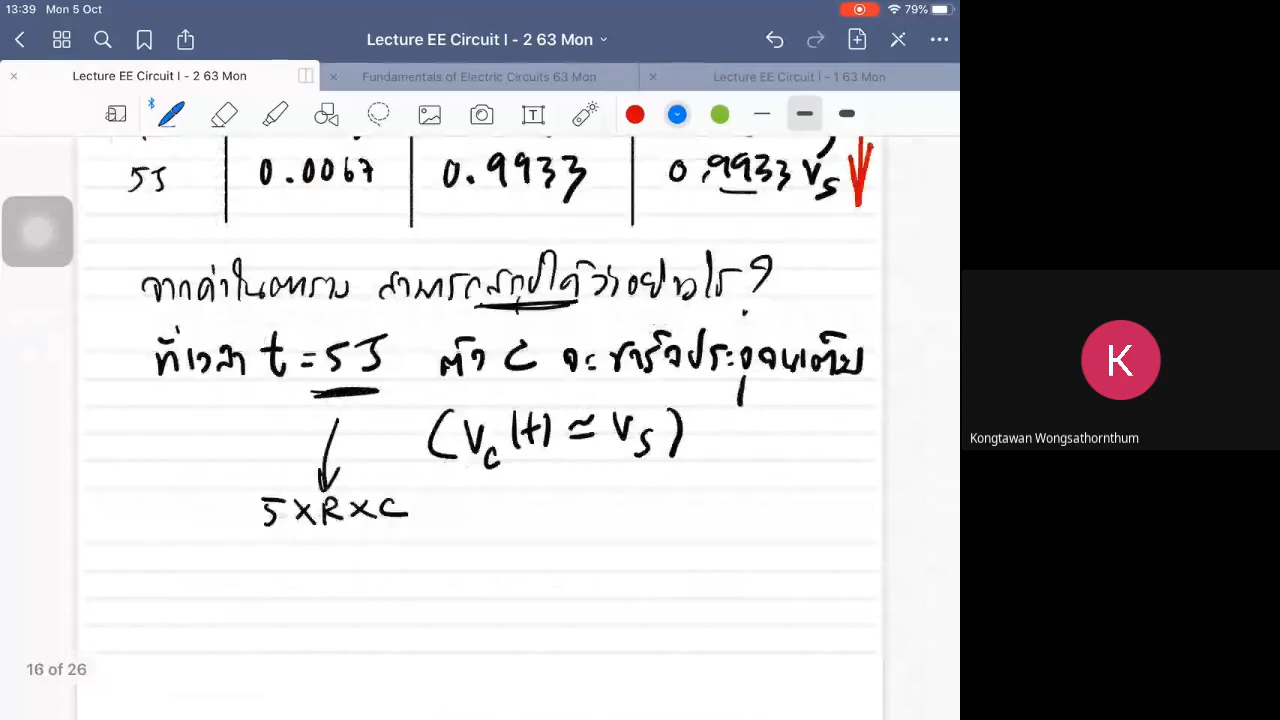 13:39 Mon 5 Oct
79%
Lecture EE Circuit I - 2 63 Mon
Lecture EE Circuit I - 2 63 Mon
Fundamentals of Electric Circuits 63 Mon
Lecture EE Circuit I - 1 63 Mon
5τ 0.0067 0.9933 0.9933 Vs
จากค่าในตาราง สามารถสรุปได้ว่าอย่างไร ?
ที่เวลา t = 5τ ตัว C จะชาร์จประจุจนเต็ม
(Vc(t) ≃ Vs)
5×R×C
16 of 26
K
Kongtawan Wongsathornthum